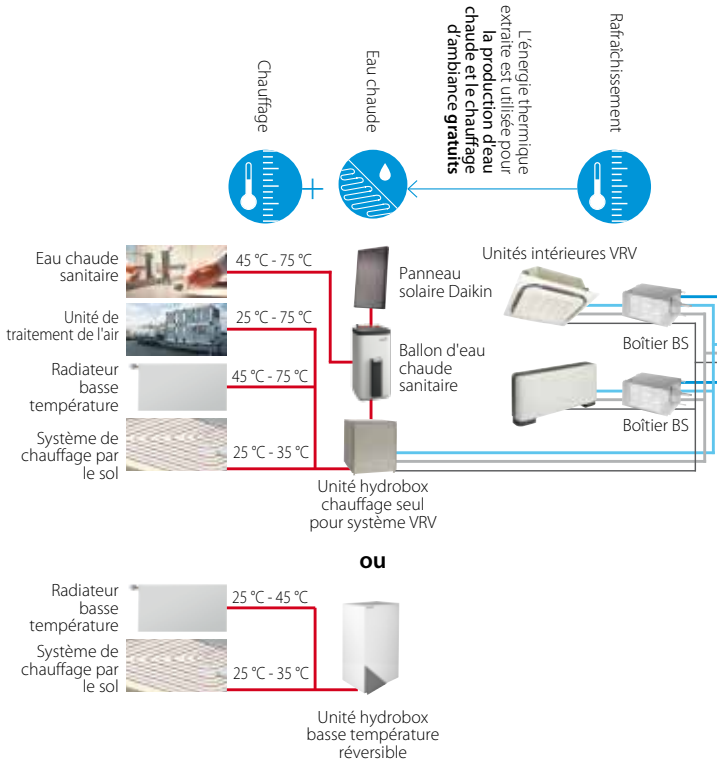 Chauffage
Eau chaude
L'énergie thermique
extraite est utilisée pour
la production d'eau
chaude et le chauffage
d'ambiance gratuits
Rafraîchissement
Eau chaude
sanitaire
45 °C - 75 °C
Unité de
traitement de l'air
25 °C - 75 °C
Radiateur
basse
température
45 °C - 75 °C
Système de
chauffage par
le sol
25 °C - 35 °C
Panneau
solaire Daikin
Ballon d'eau
chaude
sanitaire
Unité hydrobox
chauffage seul
pour système VRV
Unités intérieures VRV
Boîtier BS
Boîtier BS
ou
Radiateur
basse
température
25 °C - 45 °C
Système de
chauffage par
le sol
25 °C - 35 °C
Unité hydrobox
basse température
réversible